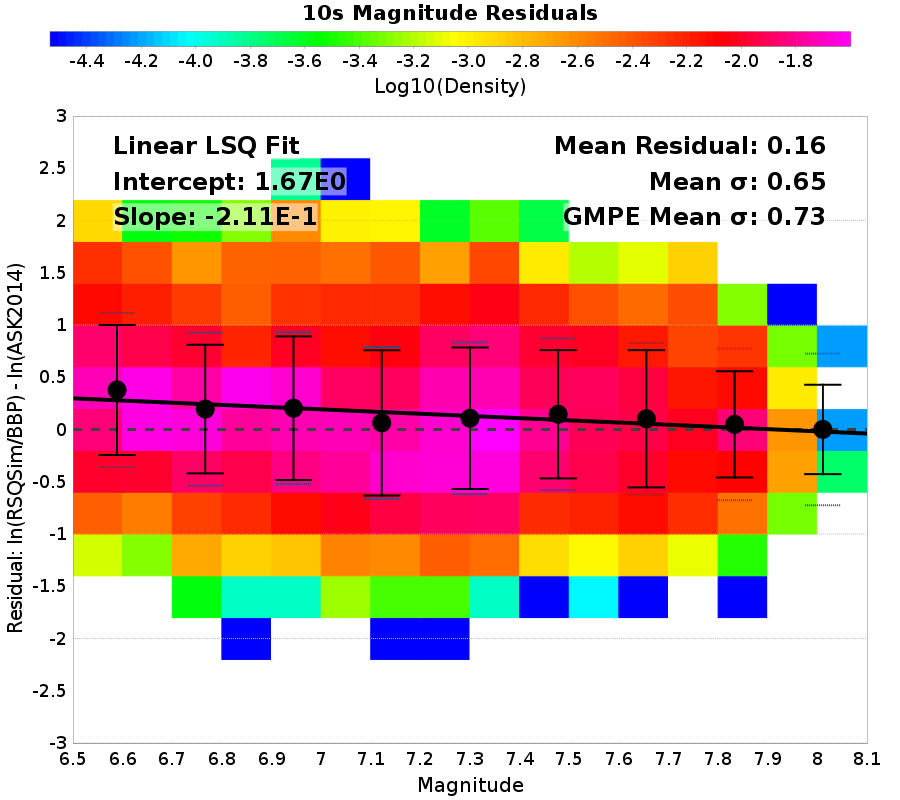 10s Magnitude Residuals
-4.4 -4.2 -4.0 -3.8 -3.6 -3.4 -3.2 -3.0 -2.8 -2.6 -2.4 -2.2 -2.0 -1.8
Log10(Density)
Linear LSQ Fit
Intercept: 1.67E0
Slope: -2.11E-1
Mean Residual: 0.16
Mean σ: 0.65
GMPE Mean σ: 0.73
Residual: ln(RSQSim/BBP) - ln(ASK2014)
3
2.5
2
1.5
1
0.5
0
-0.5
-1
-1.5
-2
-2.5
-3
6.5 6.6 6.7 6.8 6.9 7 7.1 7.2 7.3 7.4 7.5 7.6 7.7 7.8 7.9 8 8.1
Magnitude